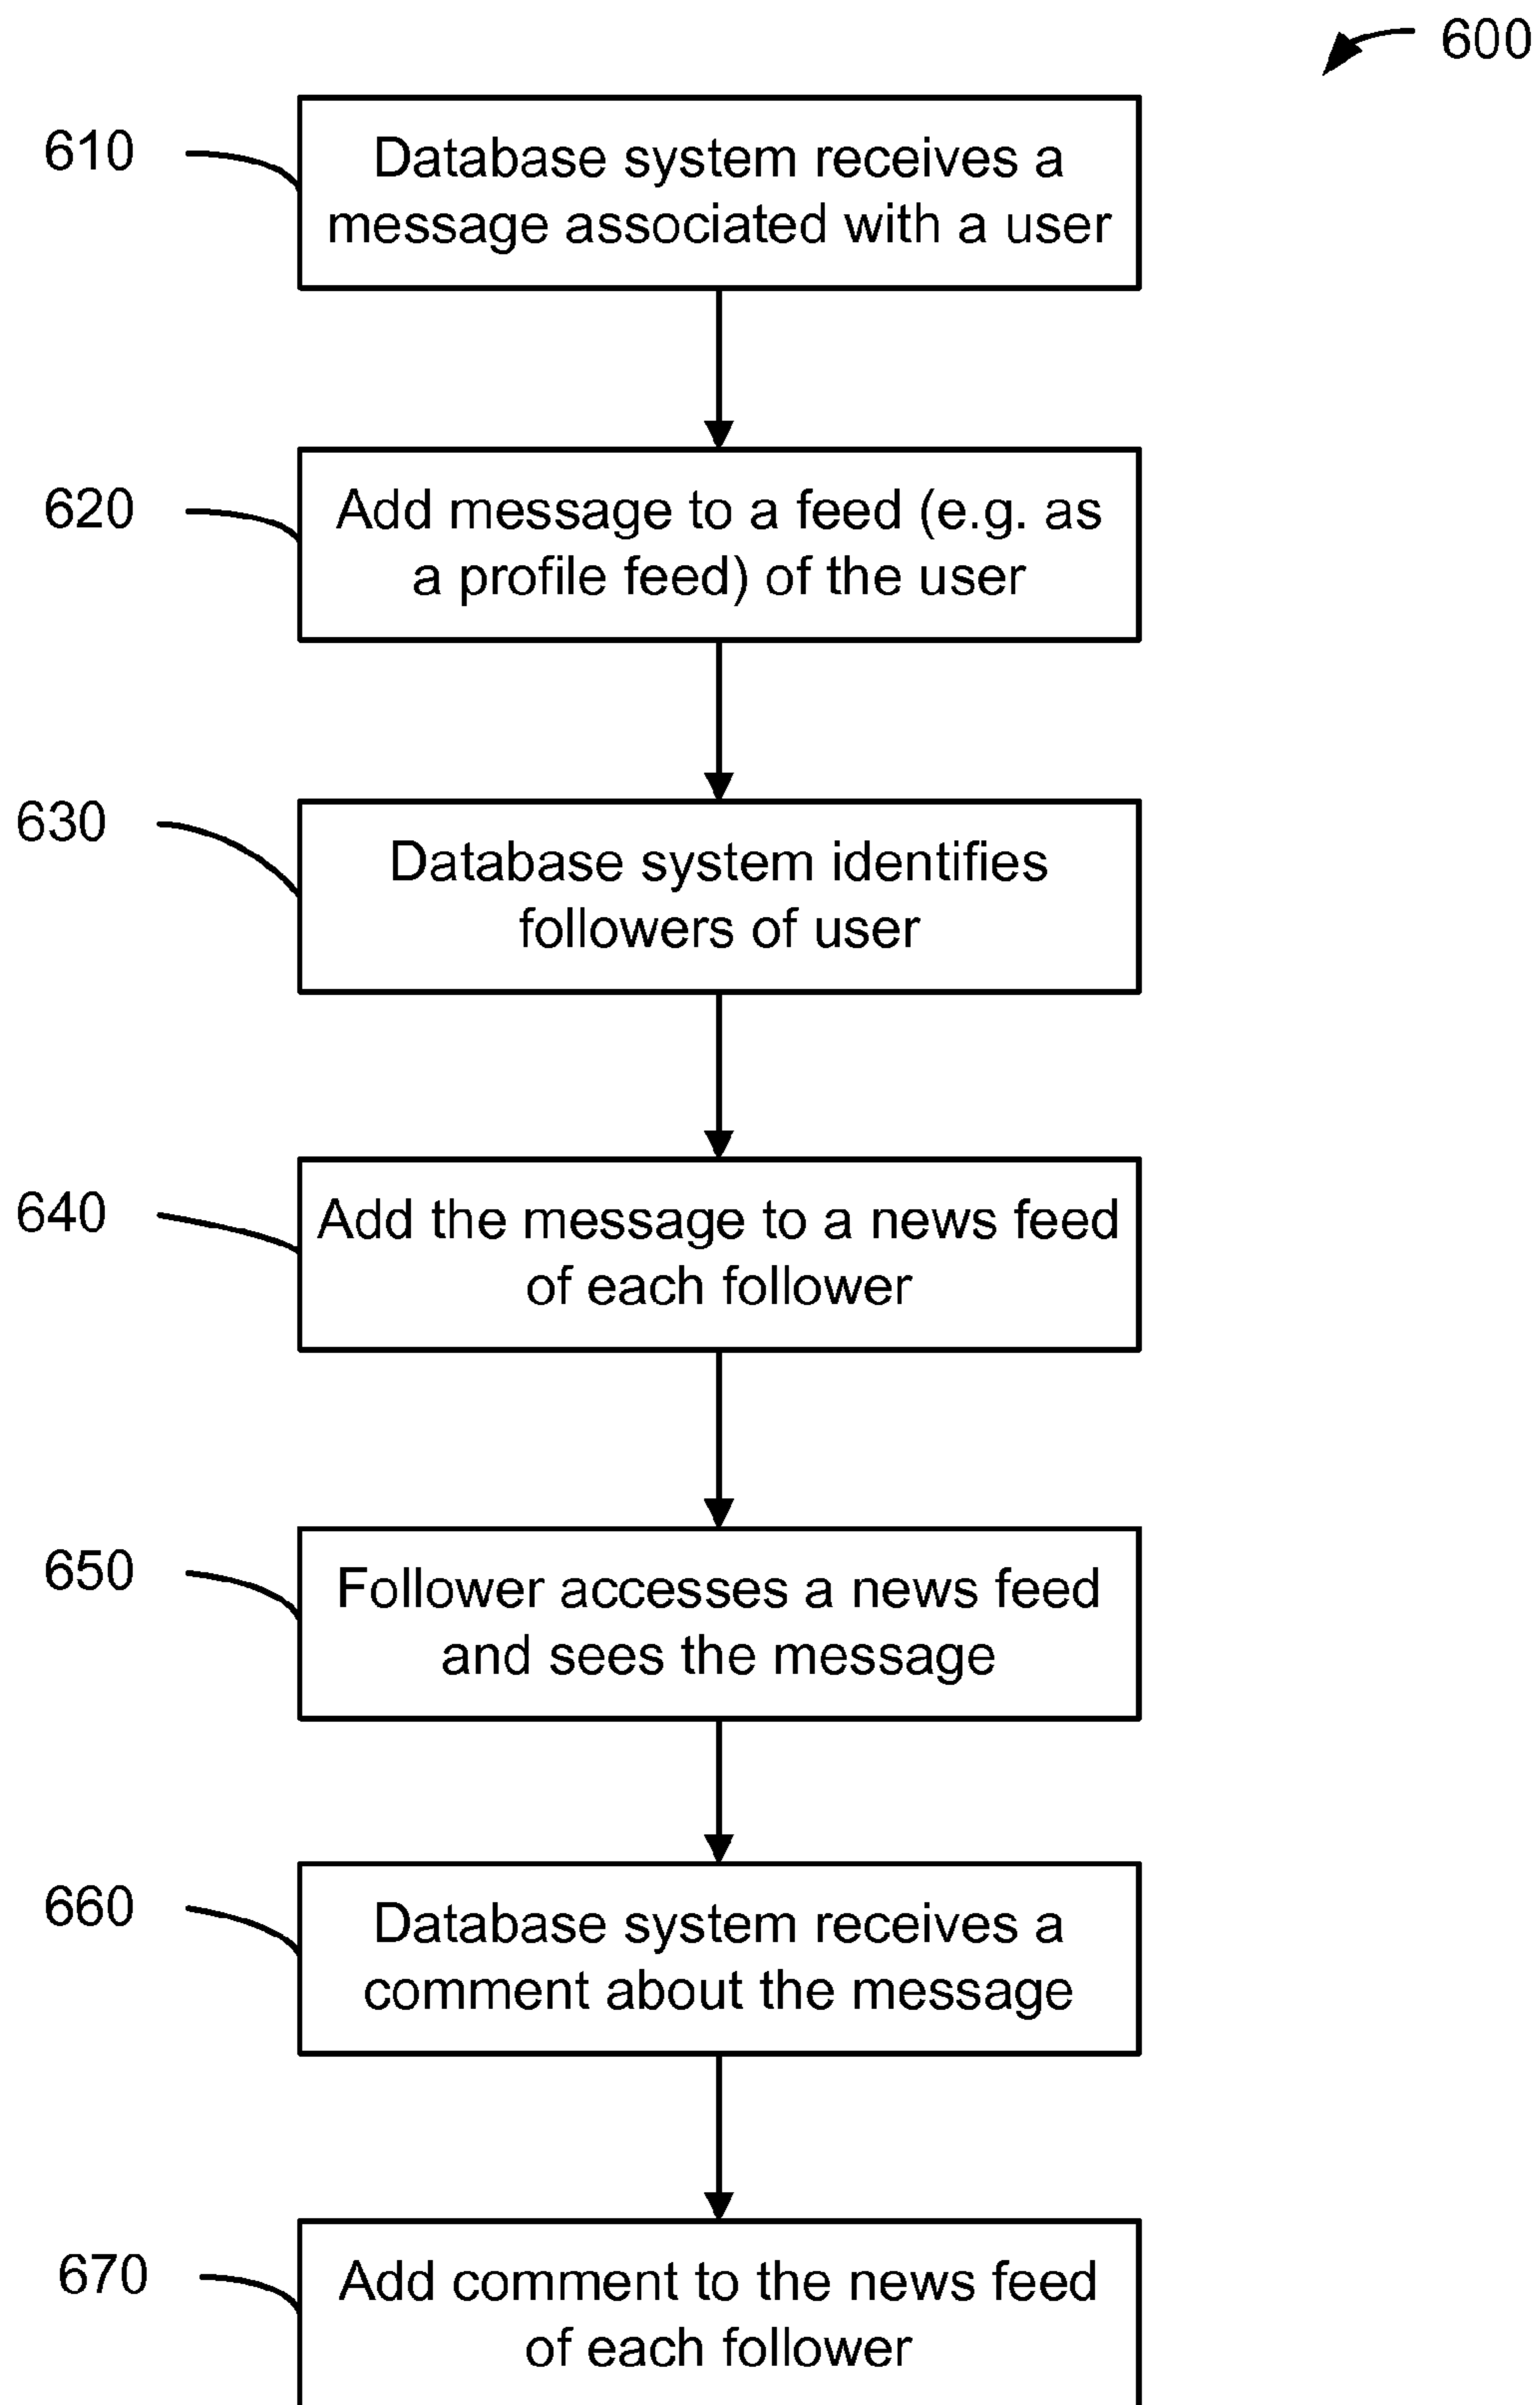 600
610
Database system receives a
message associated with a user
620
Add message to a feed (e.g. as
a profile feed) of the user
630
Database system identifies
followers of user
640
Add the message to a news feed
of each follower
650
Follower accesses a news feed
and sees the message
660
Database system receives a
comment about the message
670
Add comment to the news feed
of each follower